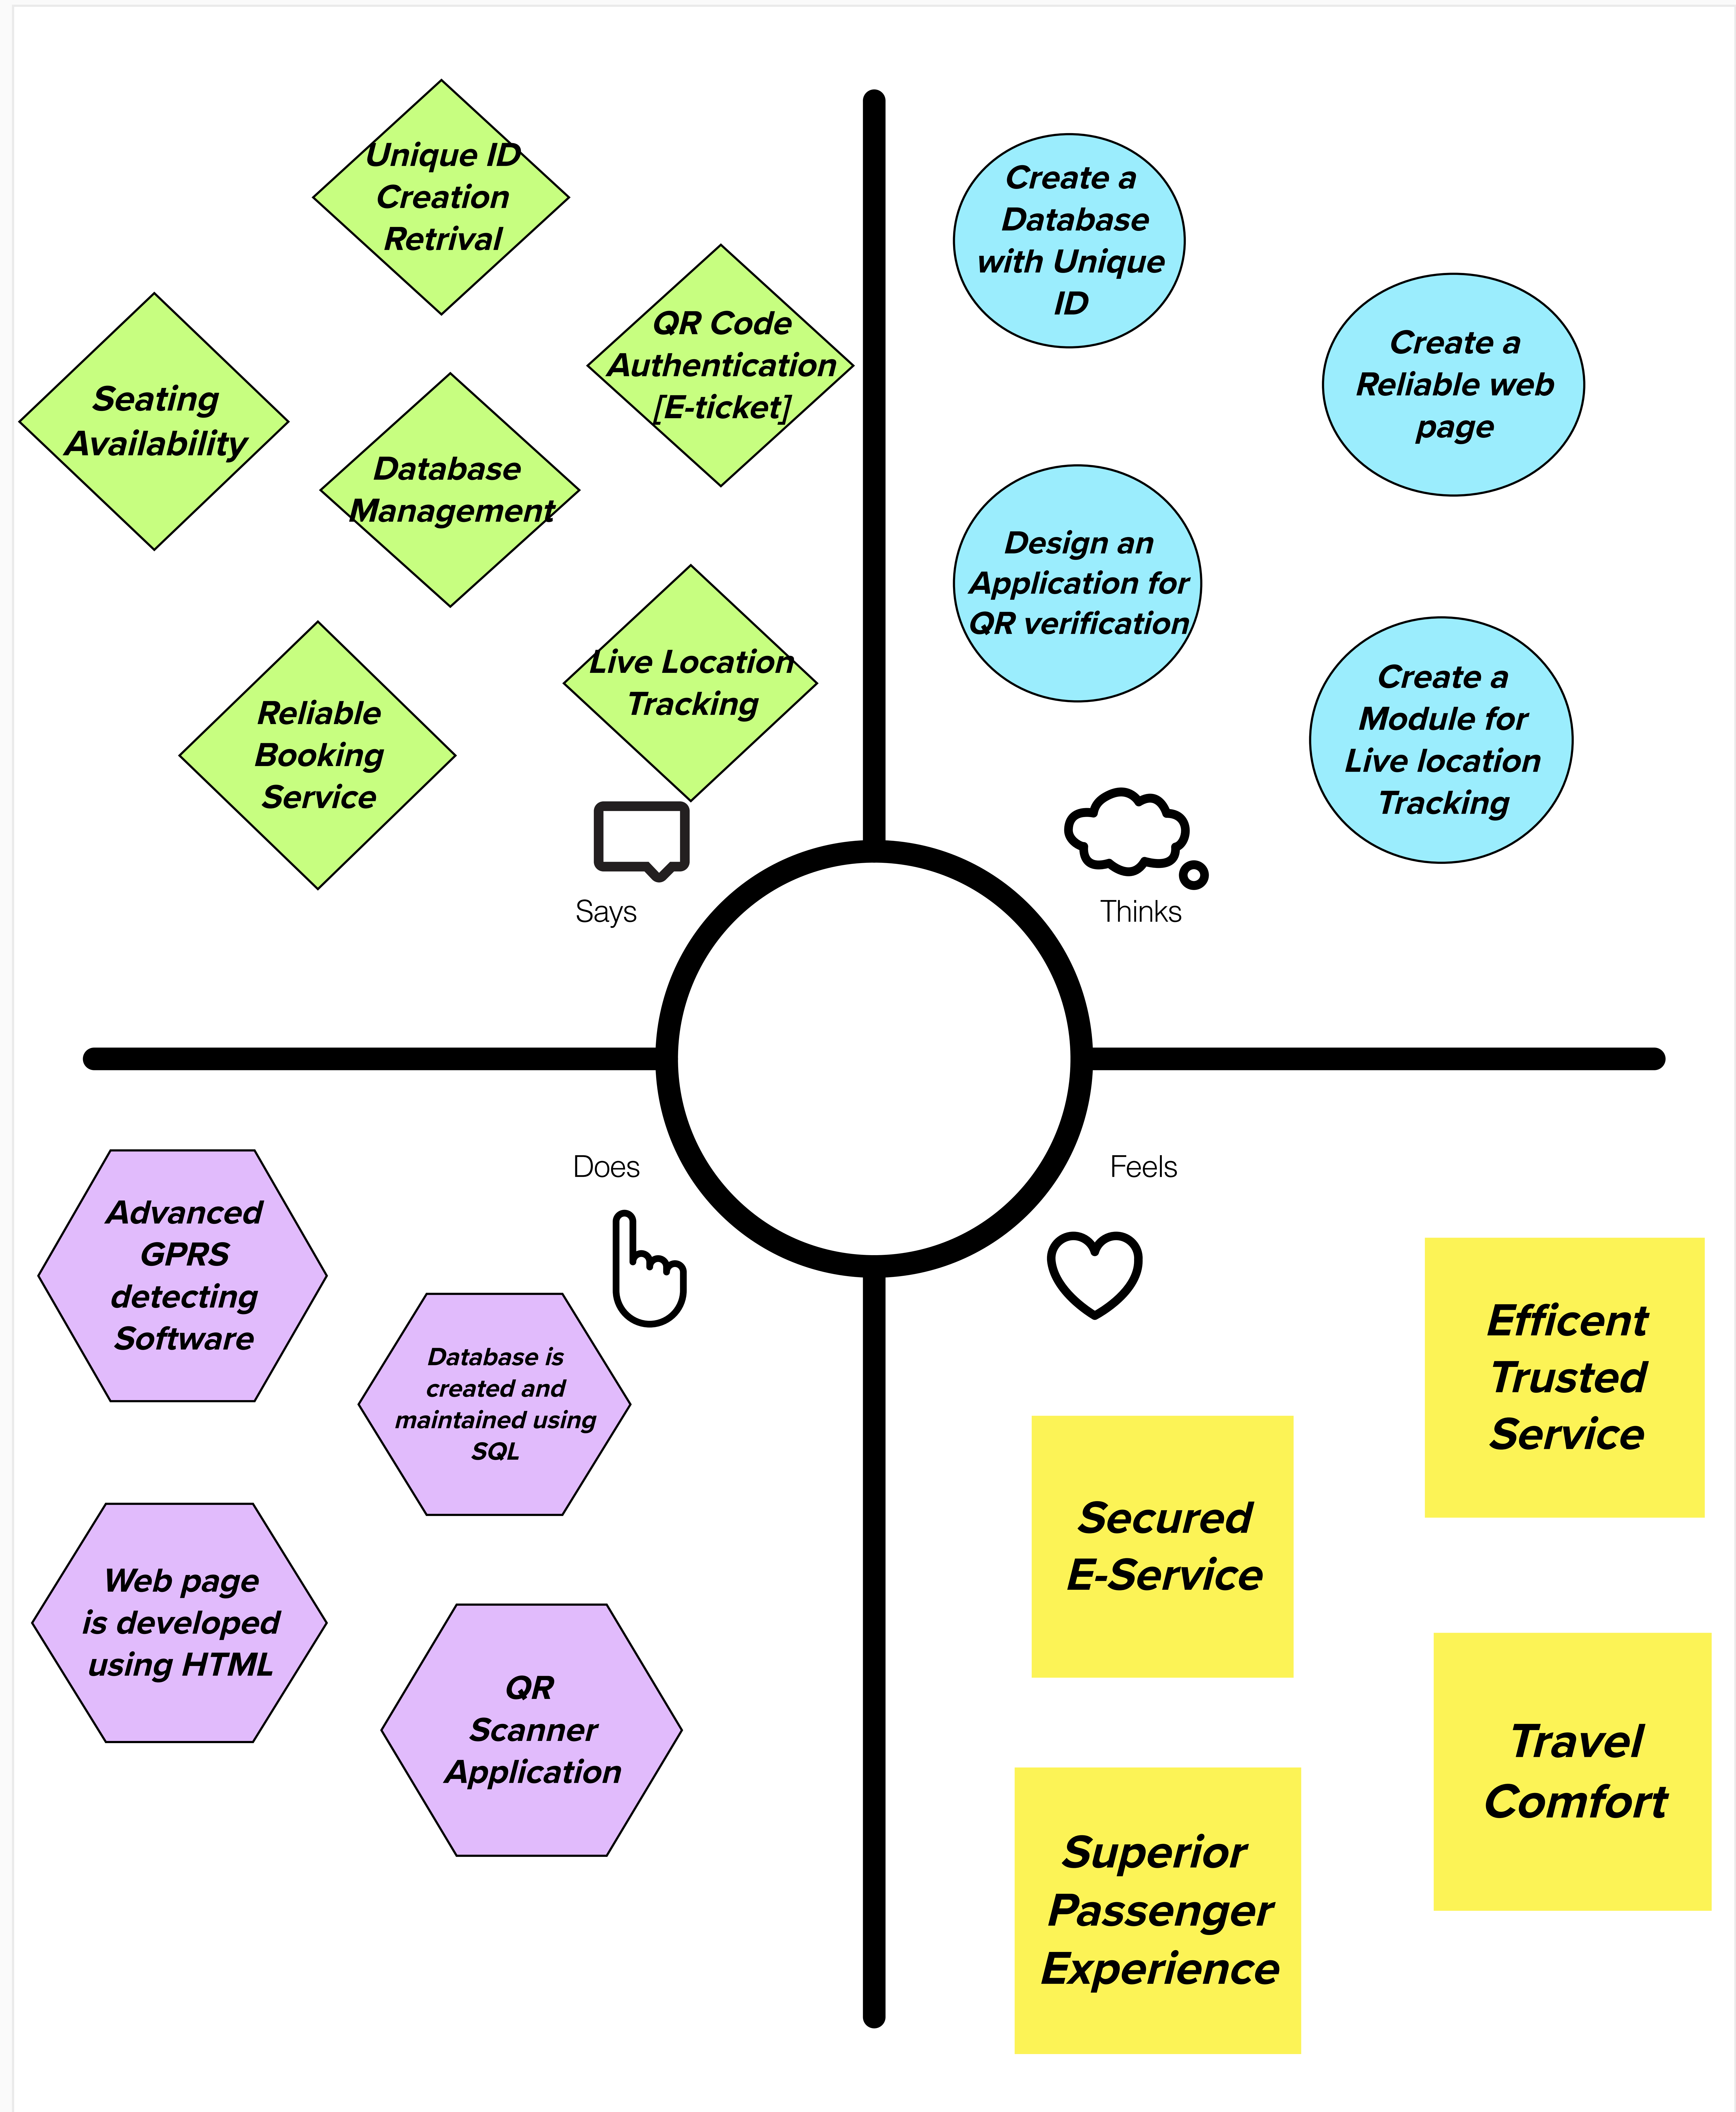 Unique ID
Creation
Retrival
QR Code
Authentication
[E-ticket]
Seating
Availability
Database
Management
Live Location
Tracking
Reliable
Booking
Service
Says
Create a
Database
with Unique
ID
Create a
Reliable web
page
Design an
Application for
QR verification
Create a
Module for
Live location
Tracking
Thinks
Does
Advanced
GPRS
detecting
Software
Database is
created and
maintained using
SQL
Web page
is developed
using HTML
QR
Scanner
Application
Feels
Efficent
Trusted
Service
Secured
E-Service
Travel
Comfort
Superior
Passenger
Experience